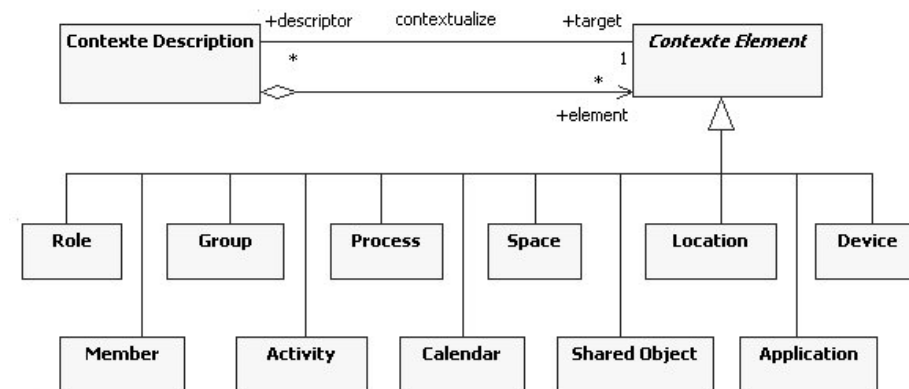 +descriptor contextualize +target
Contexte Description
Contexte Element
* 1
*
+element
Role Group Process Space Location Device
Member Activity Calendar Shared Object Application